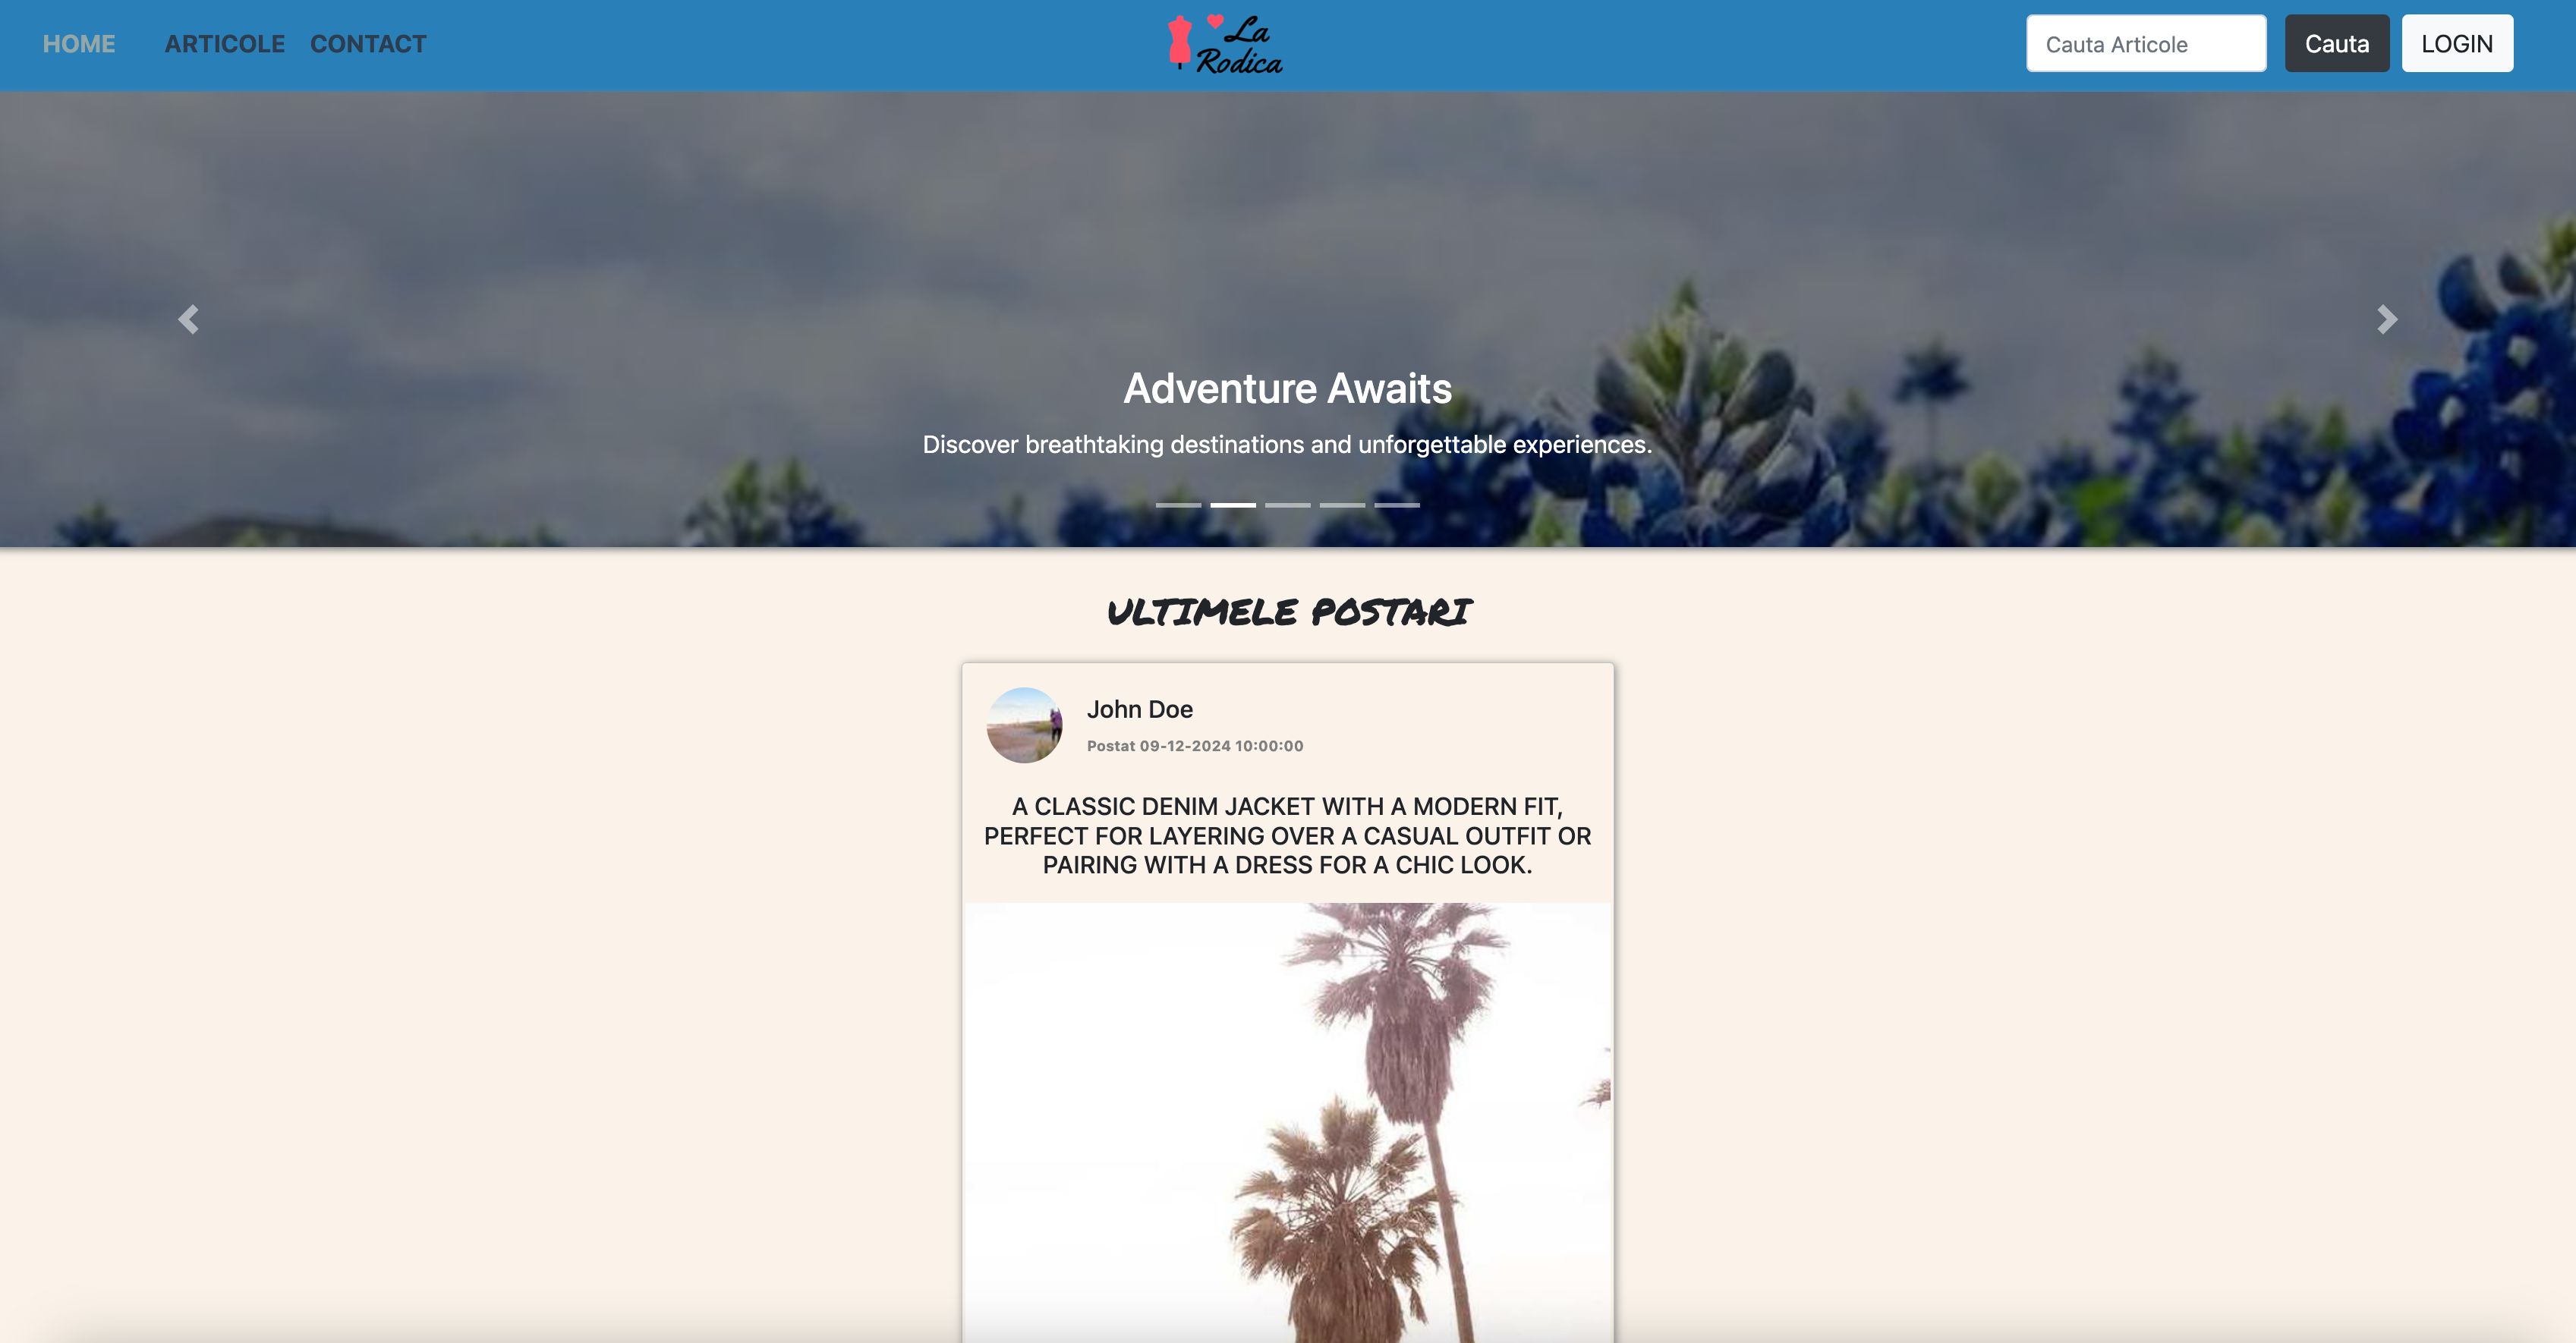 HOME ARTICOLE CONTACT
La
Rodica
Cauta Articole
Cauta
LOGIN
Adventure Awaits
Discover breathtaking destinations and unforgettable experiences.
ULTIMELE POSTARI
John Doe
Postat 09-12-2024 10:00:00
A CLASSIC DENIM JACKET WITH A MODERN FIT,
PERFECT FOR LAYERING OVER A CASUAL OUTFIT OR
PAIRING WITH A DRESS FOR A CHIC LOOK.